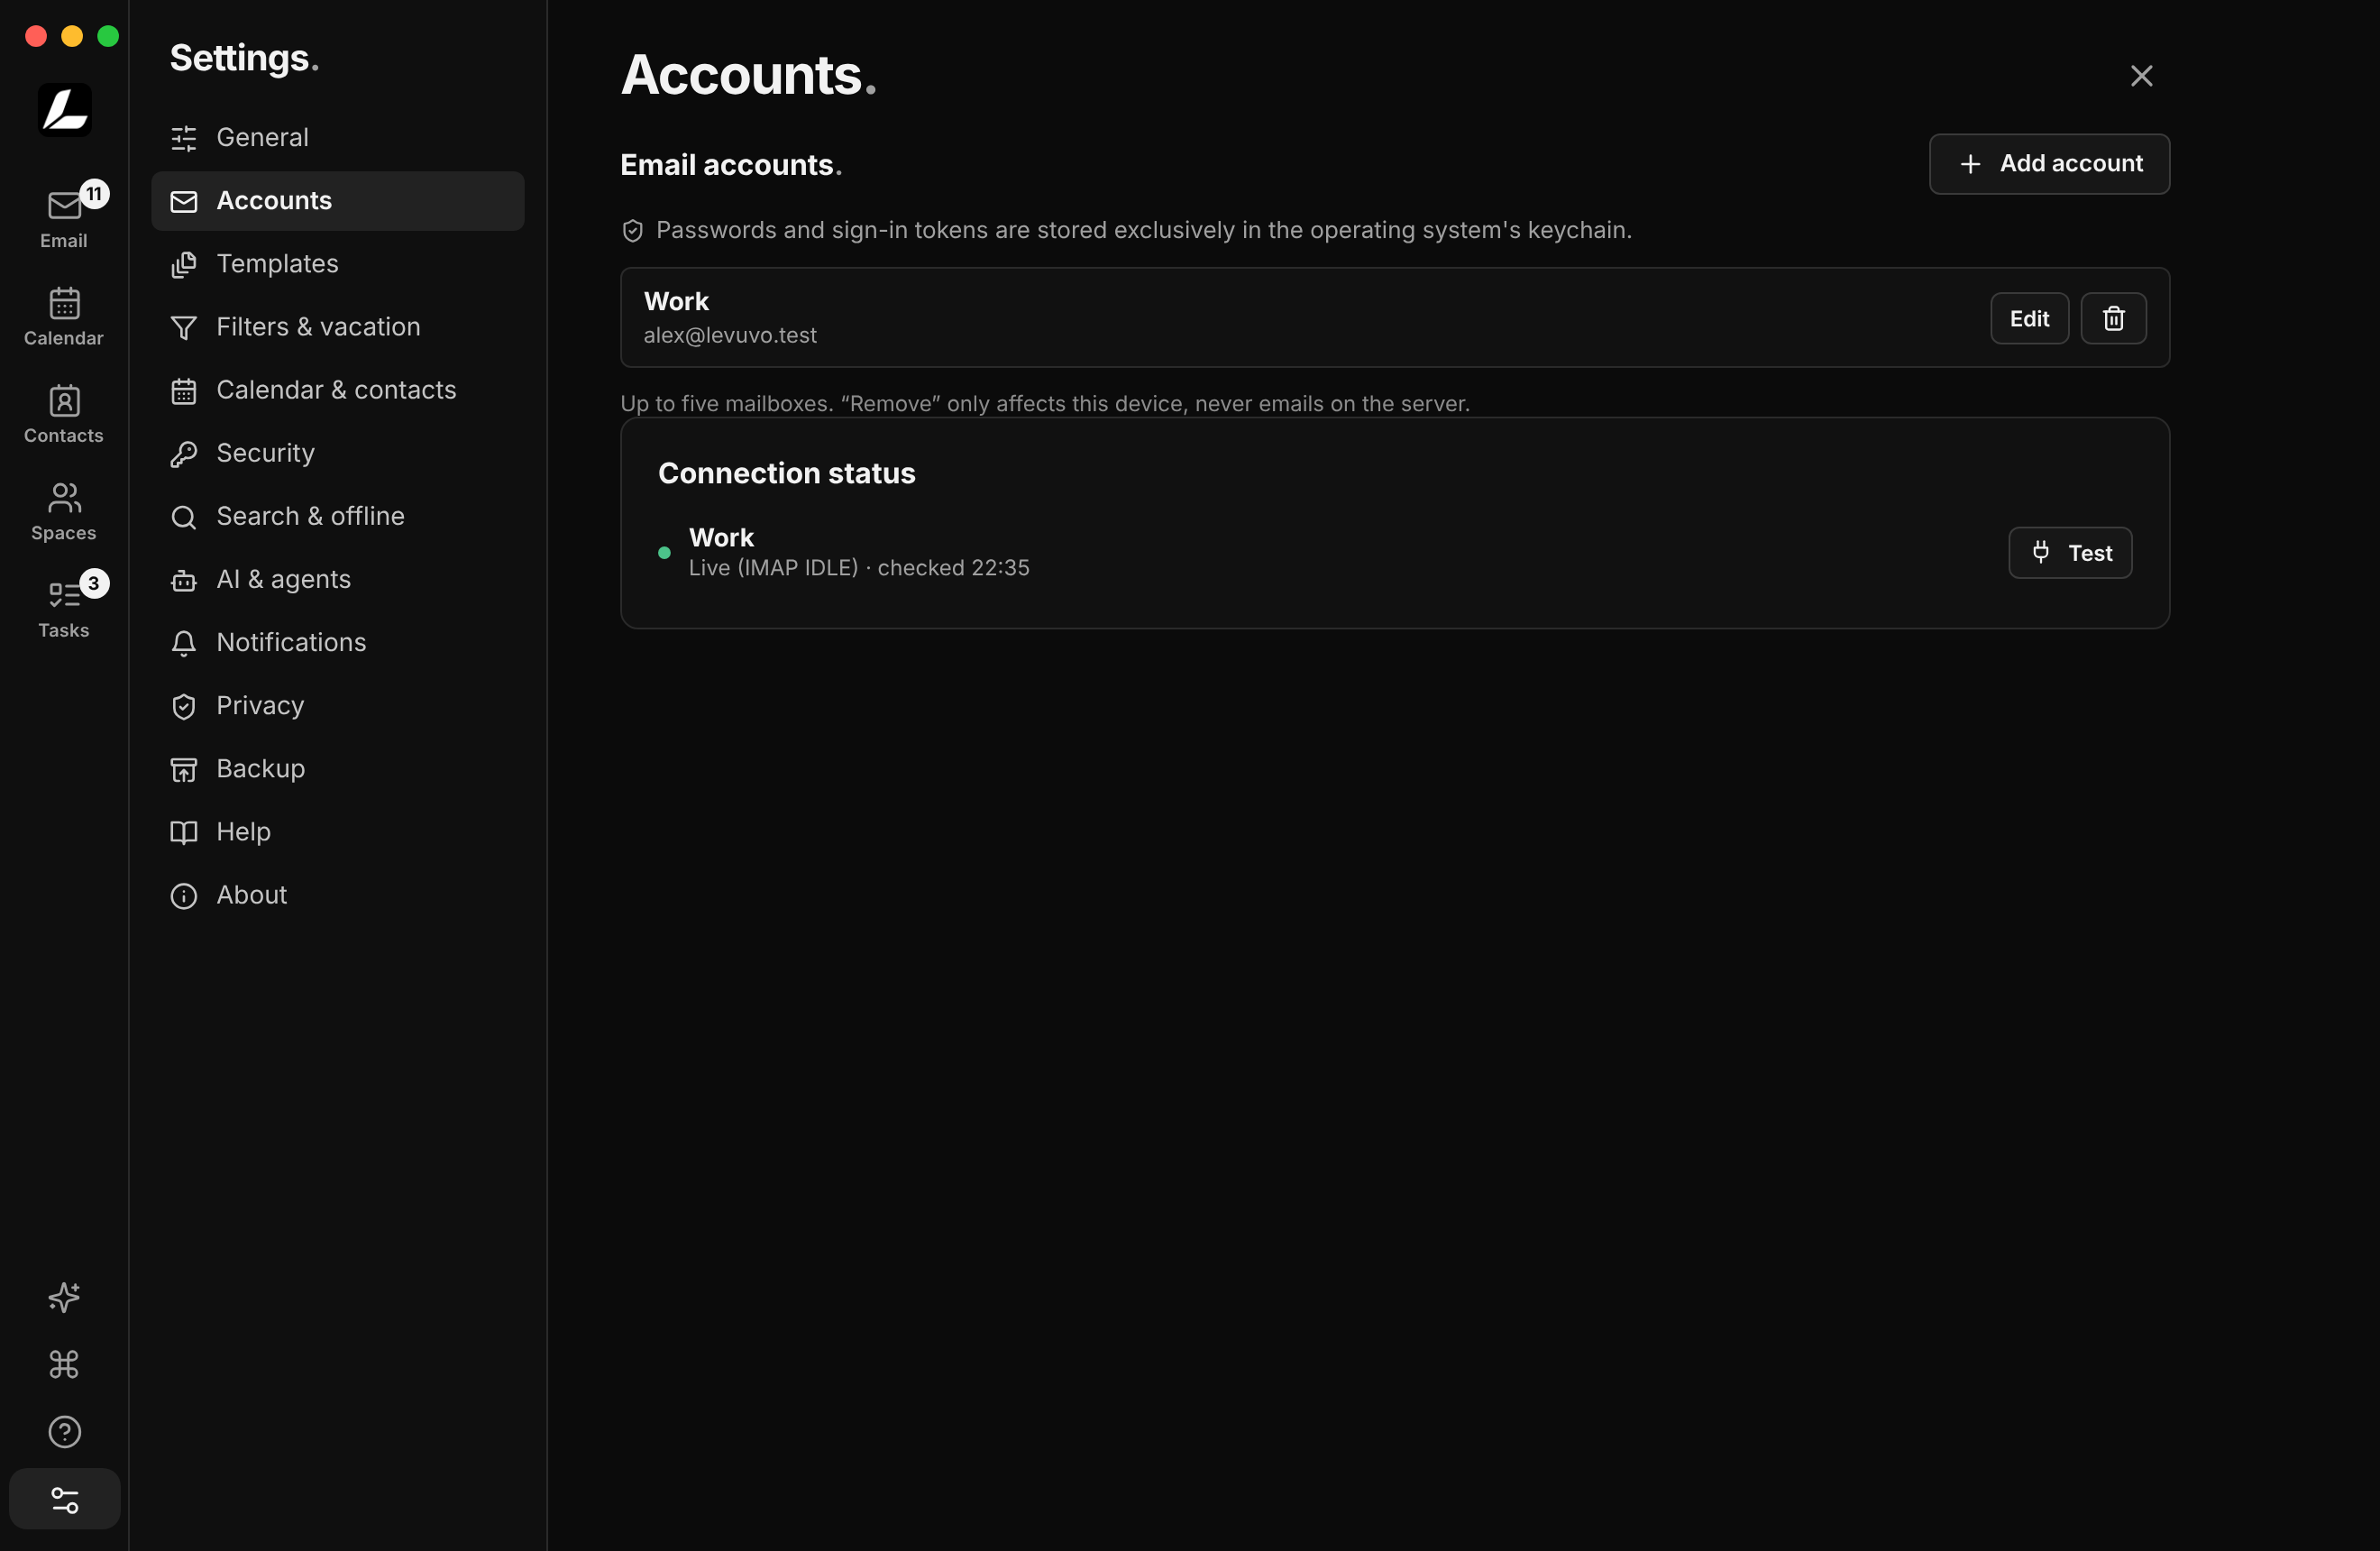 11
Email
Calendar
Contacts
Spaces
3
Tasks
Settings.
General
Accounts
Templates
Filters & vacation
Calendar & contacts
Security
Search & offline
AI & agents
Notifications
Privacy
Backup
Help
About
Accounts.
Email accounts.
Add account
Passwords and sign-in tokens are stored exclusively in the operating system's keychain.
Work
alex@levuvo.test
Edit
Up to five mailboxes. “Remove” only affects this device, never emails on the server.
Connection status
Work
Live (IMAP IDLE) · checked 22:35
Test